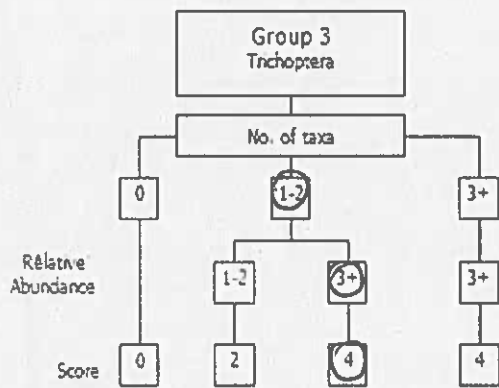 Group 3
Trichoptera
No. of taxa
0 1-2 3+
Relative
Abundance
1-2 3+ 3+
Score
0 2 4 4